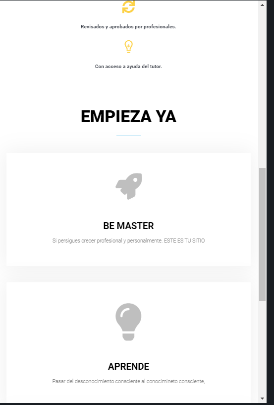 Revisados y aprobados por profesionales.
Con acceso a ayuda del tutor.
EMPIEZA YA
BE MASTER
Si persigues crecer profesional y personalmente. ESTE ES TU SITIO
APRENDE
Pasar del desconocimiento consciente al conocimineto consciente,